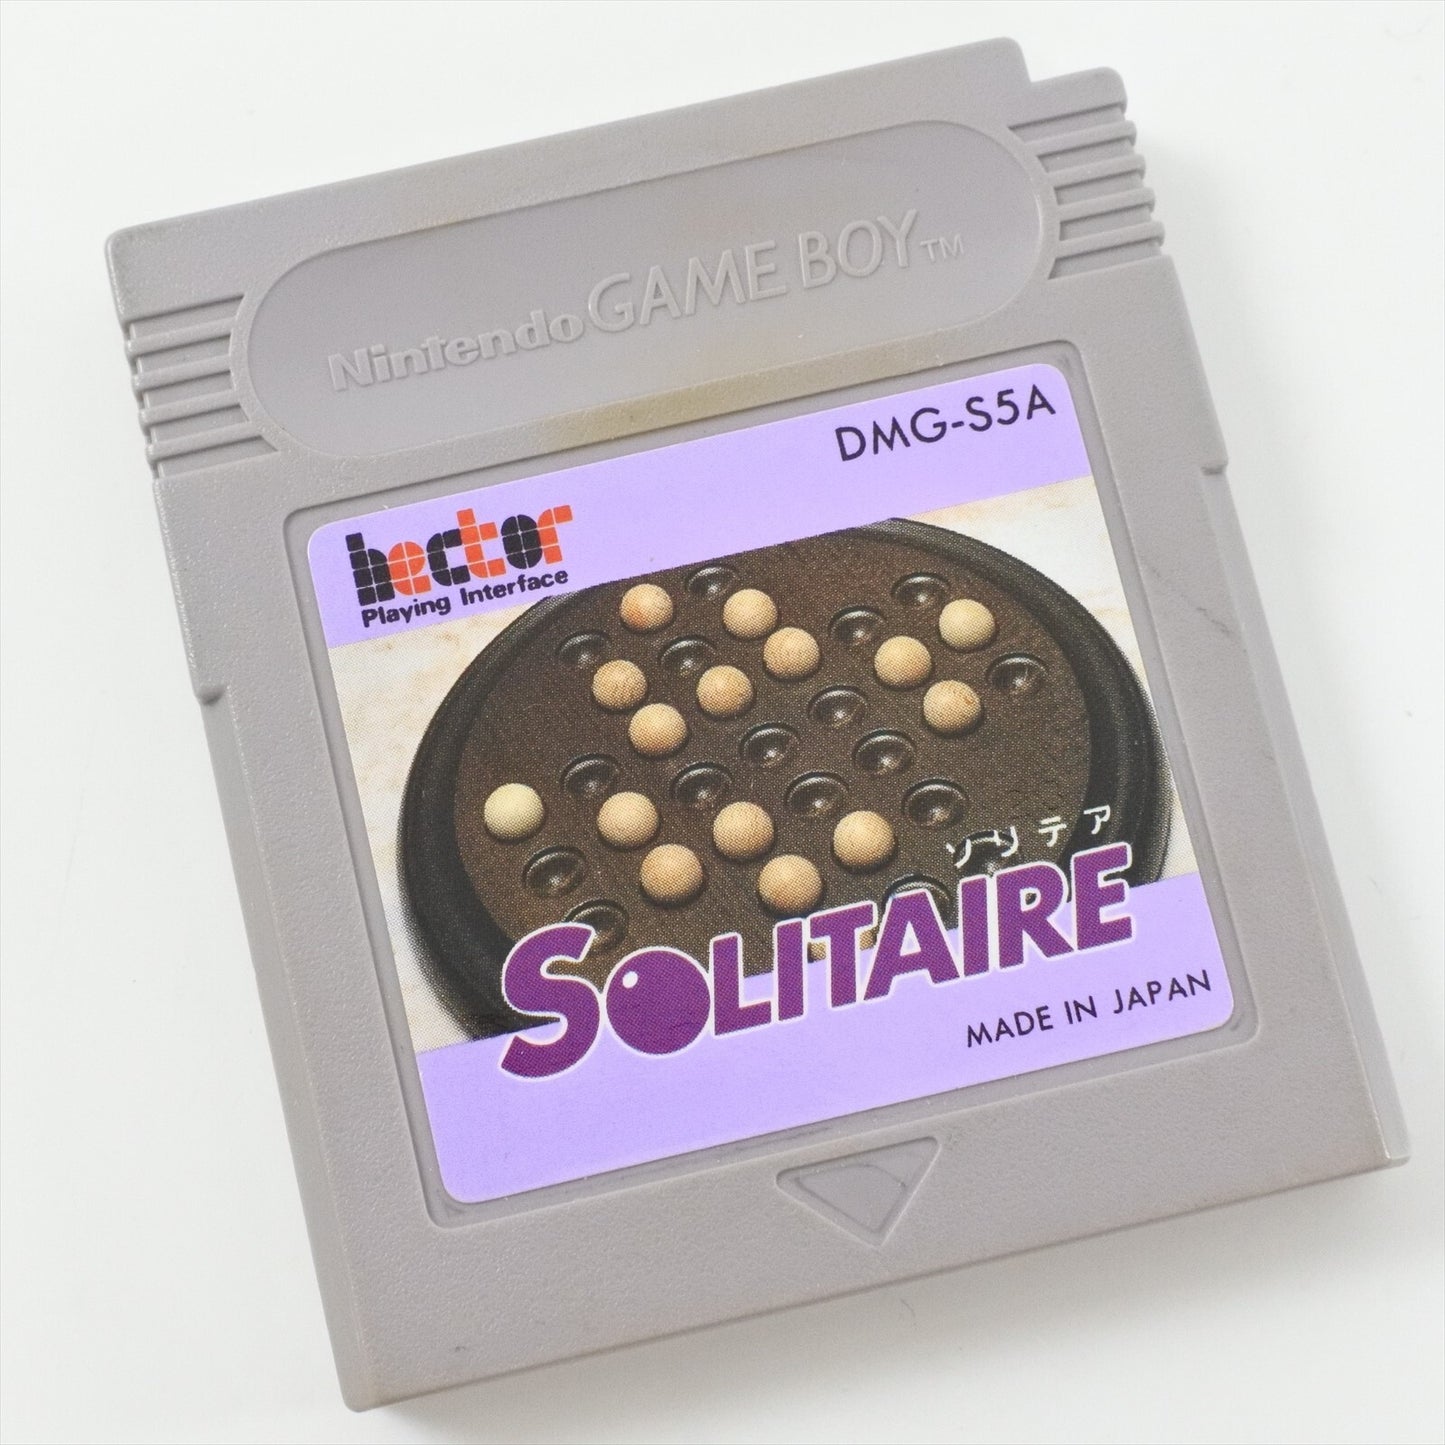 Nintendo GAME BOY™
DMG-S5A
hector
Playing Interface
ソリテア
SOLITAIRE
MADE IN JAPAN